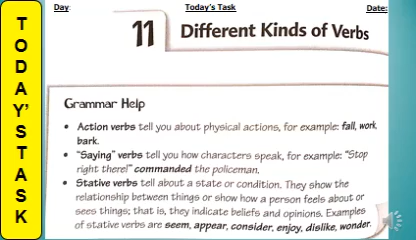 Day:
Today's Task
Date:
TODAY'S TASK
11 Different Kinds of Verbs
Grammar Help
• Action verbs tell you about physical actions, for example: fall, work,
bark.
• "Saying" verbs tell you how characters speak, for example: "Stop
right there!" commanded the policeman.
• Stative verbs tell about a state or condition. They show the
relationship between things or show how a person feels about or
sees things; that is, they indicate beliefs and opinions. Examples
of stative verbs are seem, appear, consider, enjoy, dislike, wonder.